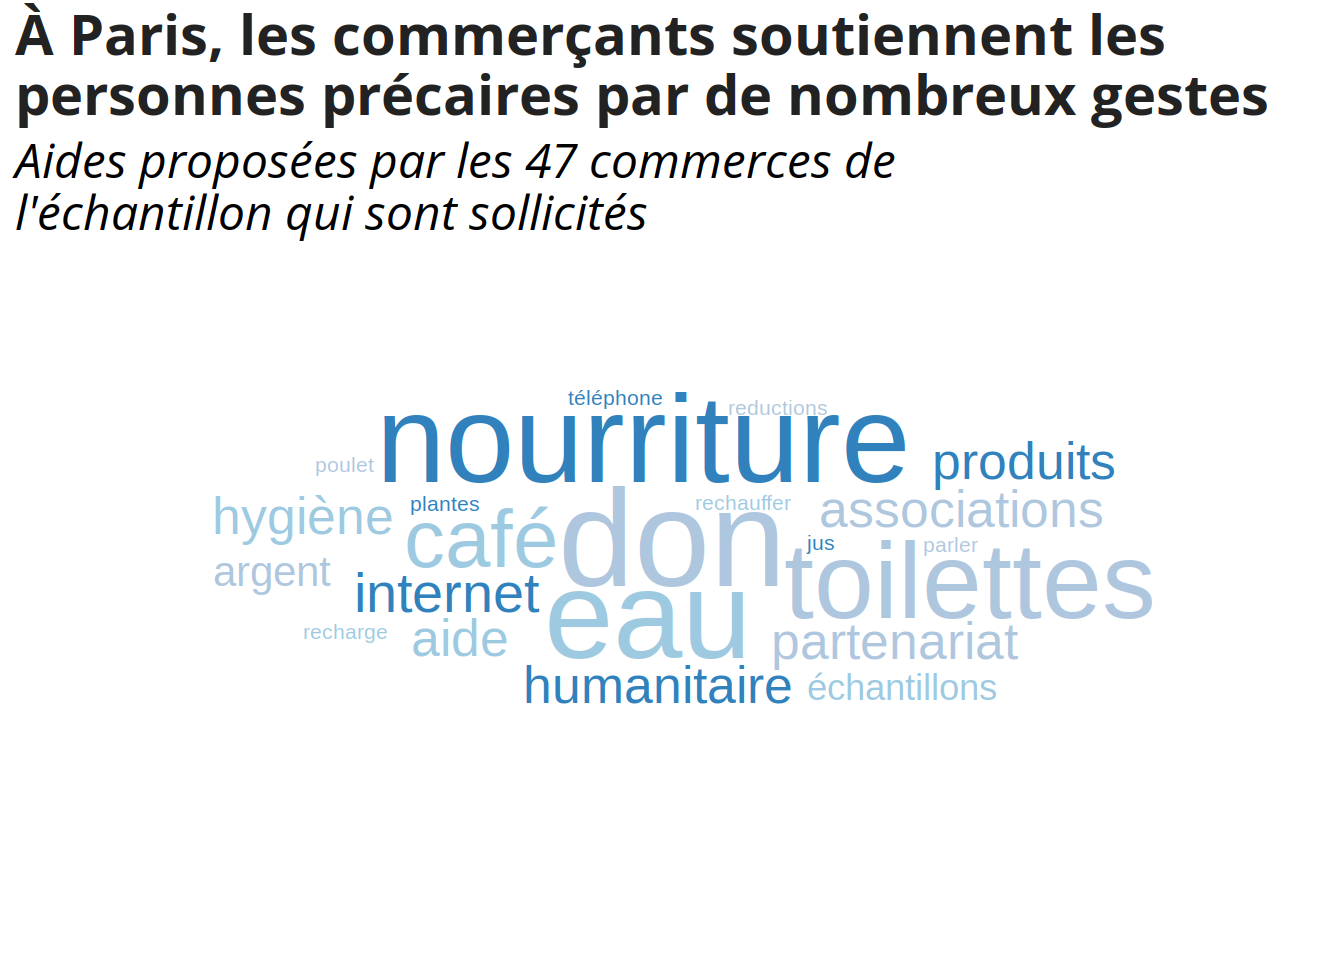 À Paris, les commerçants soutiennent les
personnes précaires par de nombreux gestes
Aides proposées par les 47 commerces de
l'échantillon qui sont sollicités
téléphone
reductions
nourriture
produits
poulet
hygiène
plantes
rechauffer
associations
café
don
jus
parler
toilettes
argent
internet
eau
recharge
aide
partenariat
humanitaire
échantillons